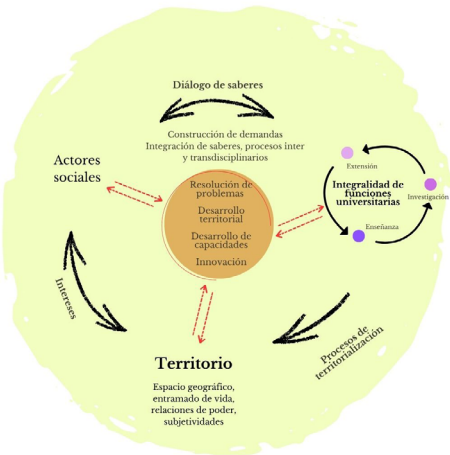 Diálogo de saberes
Construcción de demandas
Integración de saberes, procesos inter
y transdisciplinarios
Actores
sociales
Resolución de
problemas
Desarrollo
territorial
Desarrollo de
capacidades
Innovación
Extensión
Integralidad de
funciones
universitarias
Investigación
Enseñanza
Intereses
Procesos de
territorialización
Territorio
Espacio geográfico,
entramado de vida,
relaciones de poder,
subjetividades